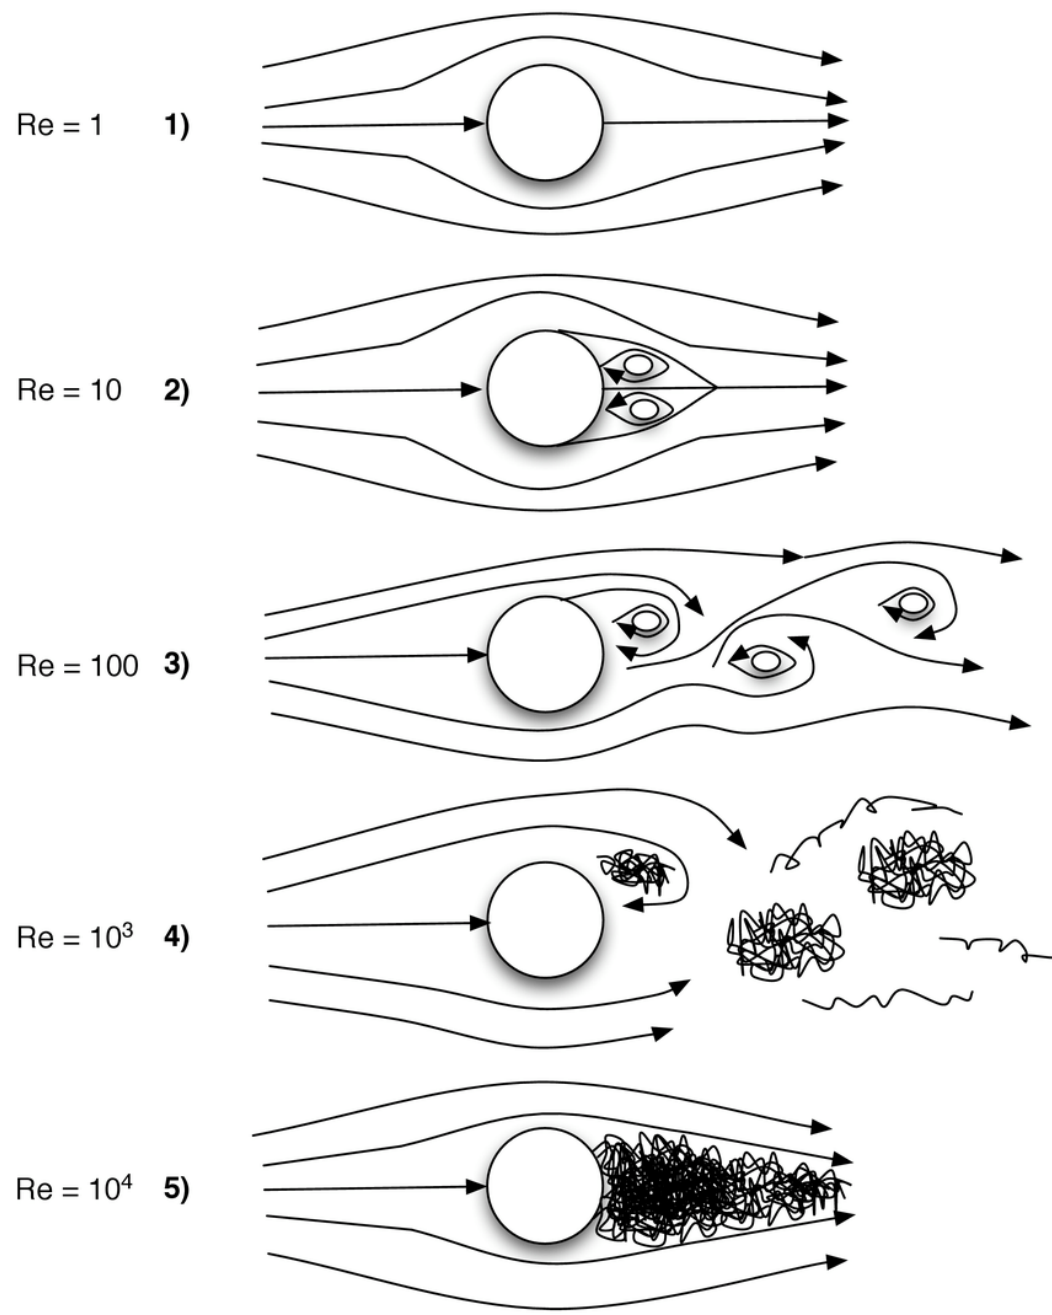 Re = 1 1)
Re = 10 2)
Re = 100 3)
Re = 10³ 4)
Re = 10⁴ 5)